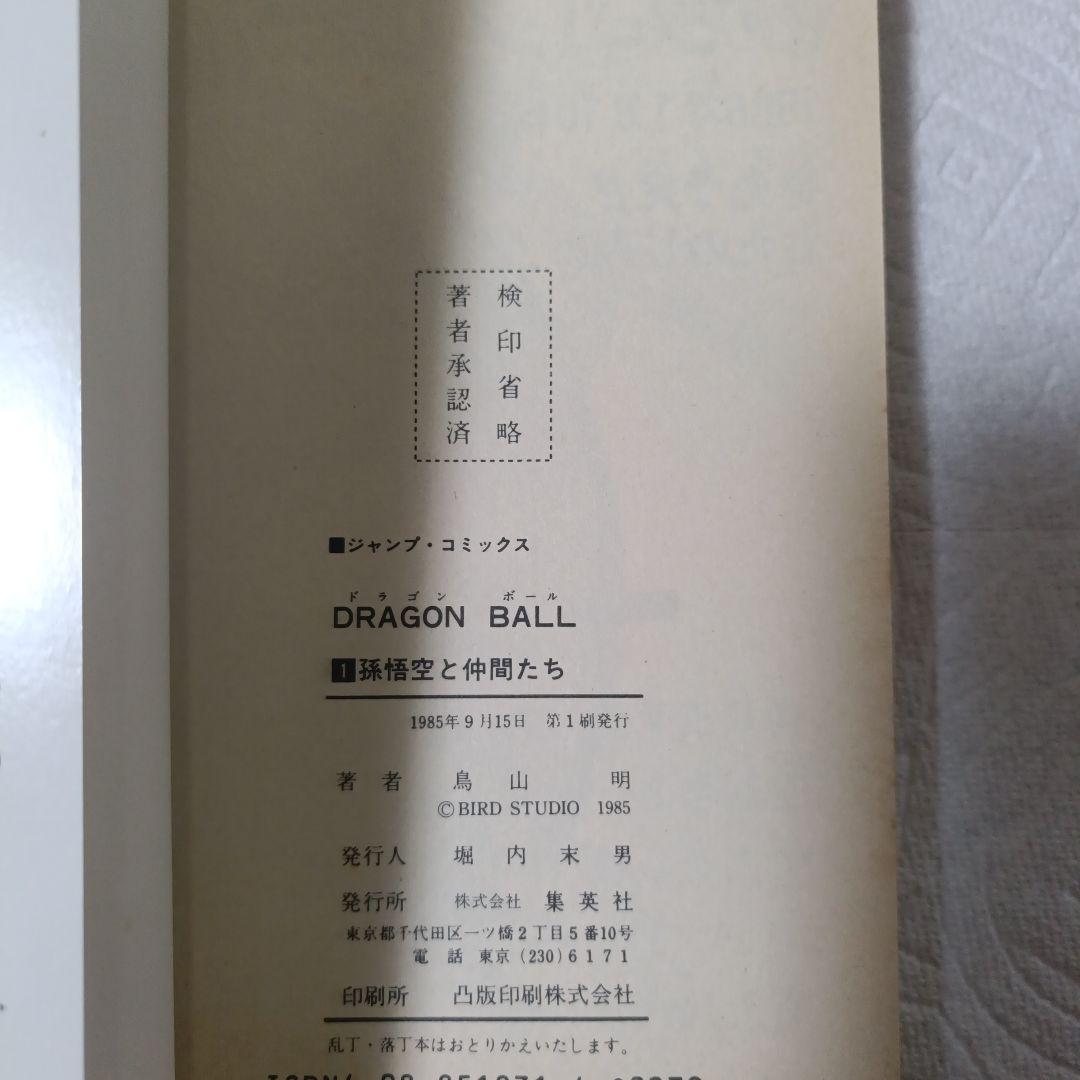 検印省略
著者承認済
■ジャンプ・コミックス
ドラゴン ボール
DRAGON BALL
1孫悟空と仲間たち
1985年9月15日 第1刷発行
著者 鳥山 明
©BIRD STUDIO 1985
発行人 堀内末男
発行所 株式会社 集英社
東京都千代田区一ツ橋2丁目5番10号
電話 東京(230)6171
印刷所 凸版印刷株式会社
乱丁・落丁本はおとりかえいたします。